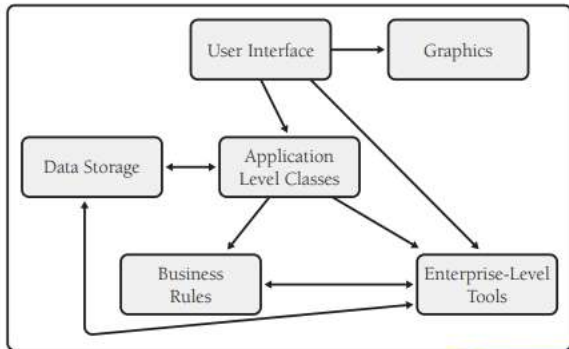 User Interface
Graphics
Data Storage
Application
Level Classes
Business
Rules
Enterprise-Level
Tools